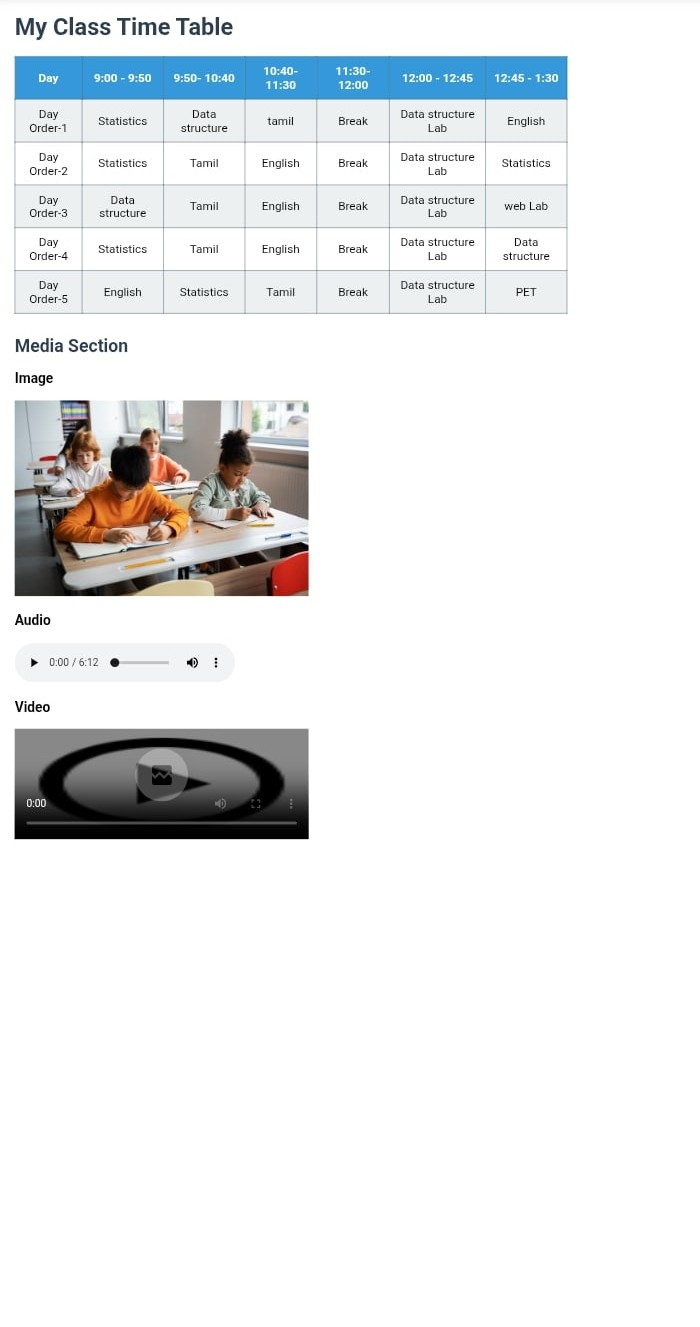 My Class Time Table
Day 9:00 - 9:50 9:50- 10:40 10:40- 11:30- 12:00 - 12:45 12:45 - 1:30
11:30 12:00
Day Data Data structure
Order-1 Statistics structure tamil Break Lab English
Day Data structure
Order-2 Statistics Tamil English Break Lab Statistics
Day Data Data structure
Order-3 structure Tamil English Break Lab web Lab
Day Data structure Data
Order-4 Statistics Tamil English Break Lab structure
Day Data structure
Order-5 English Statistics Tamil Break Lab PET
Media Section
Image
Audio
0:00 / 6:12
Video
0:00